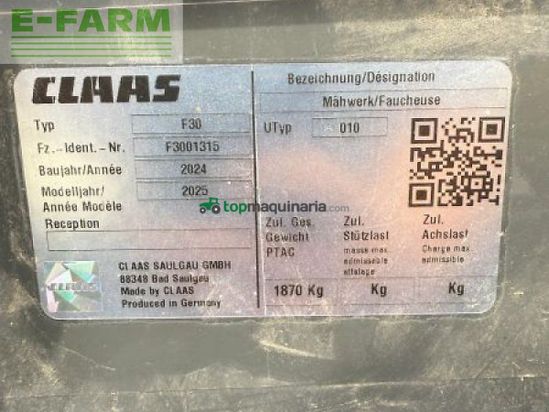 E-FARM
CLAAS
Bezeichnung/Désignation
Mähwerk/Faucheuse
Typ F30
UTyp 010
Fz.-Ident.-Nr. F3001315
Baujahr/Année 2024
Modelljahr/ 2025
Année Modèle
topmaquinaria.com
Reception
Zul. Ges. Zul. Zul.
Gewicht Stützlast Achslast
PTAC masse max. Charge max
admissible admissible
attelage
1870 Kg Kg Kg
CLAAS SAULGAU GMBH
88348 Bad Saulgau
Made by CLAAS
Produced in Germany
CLAAS